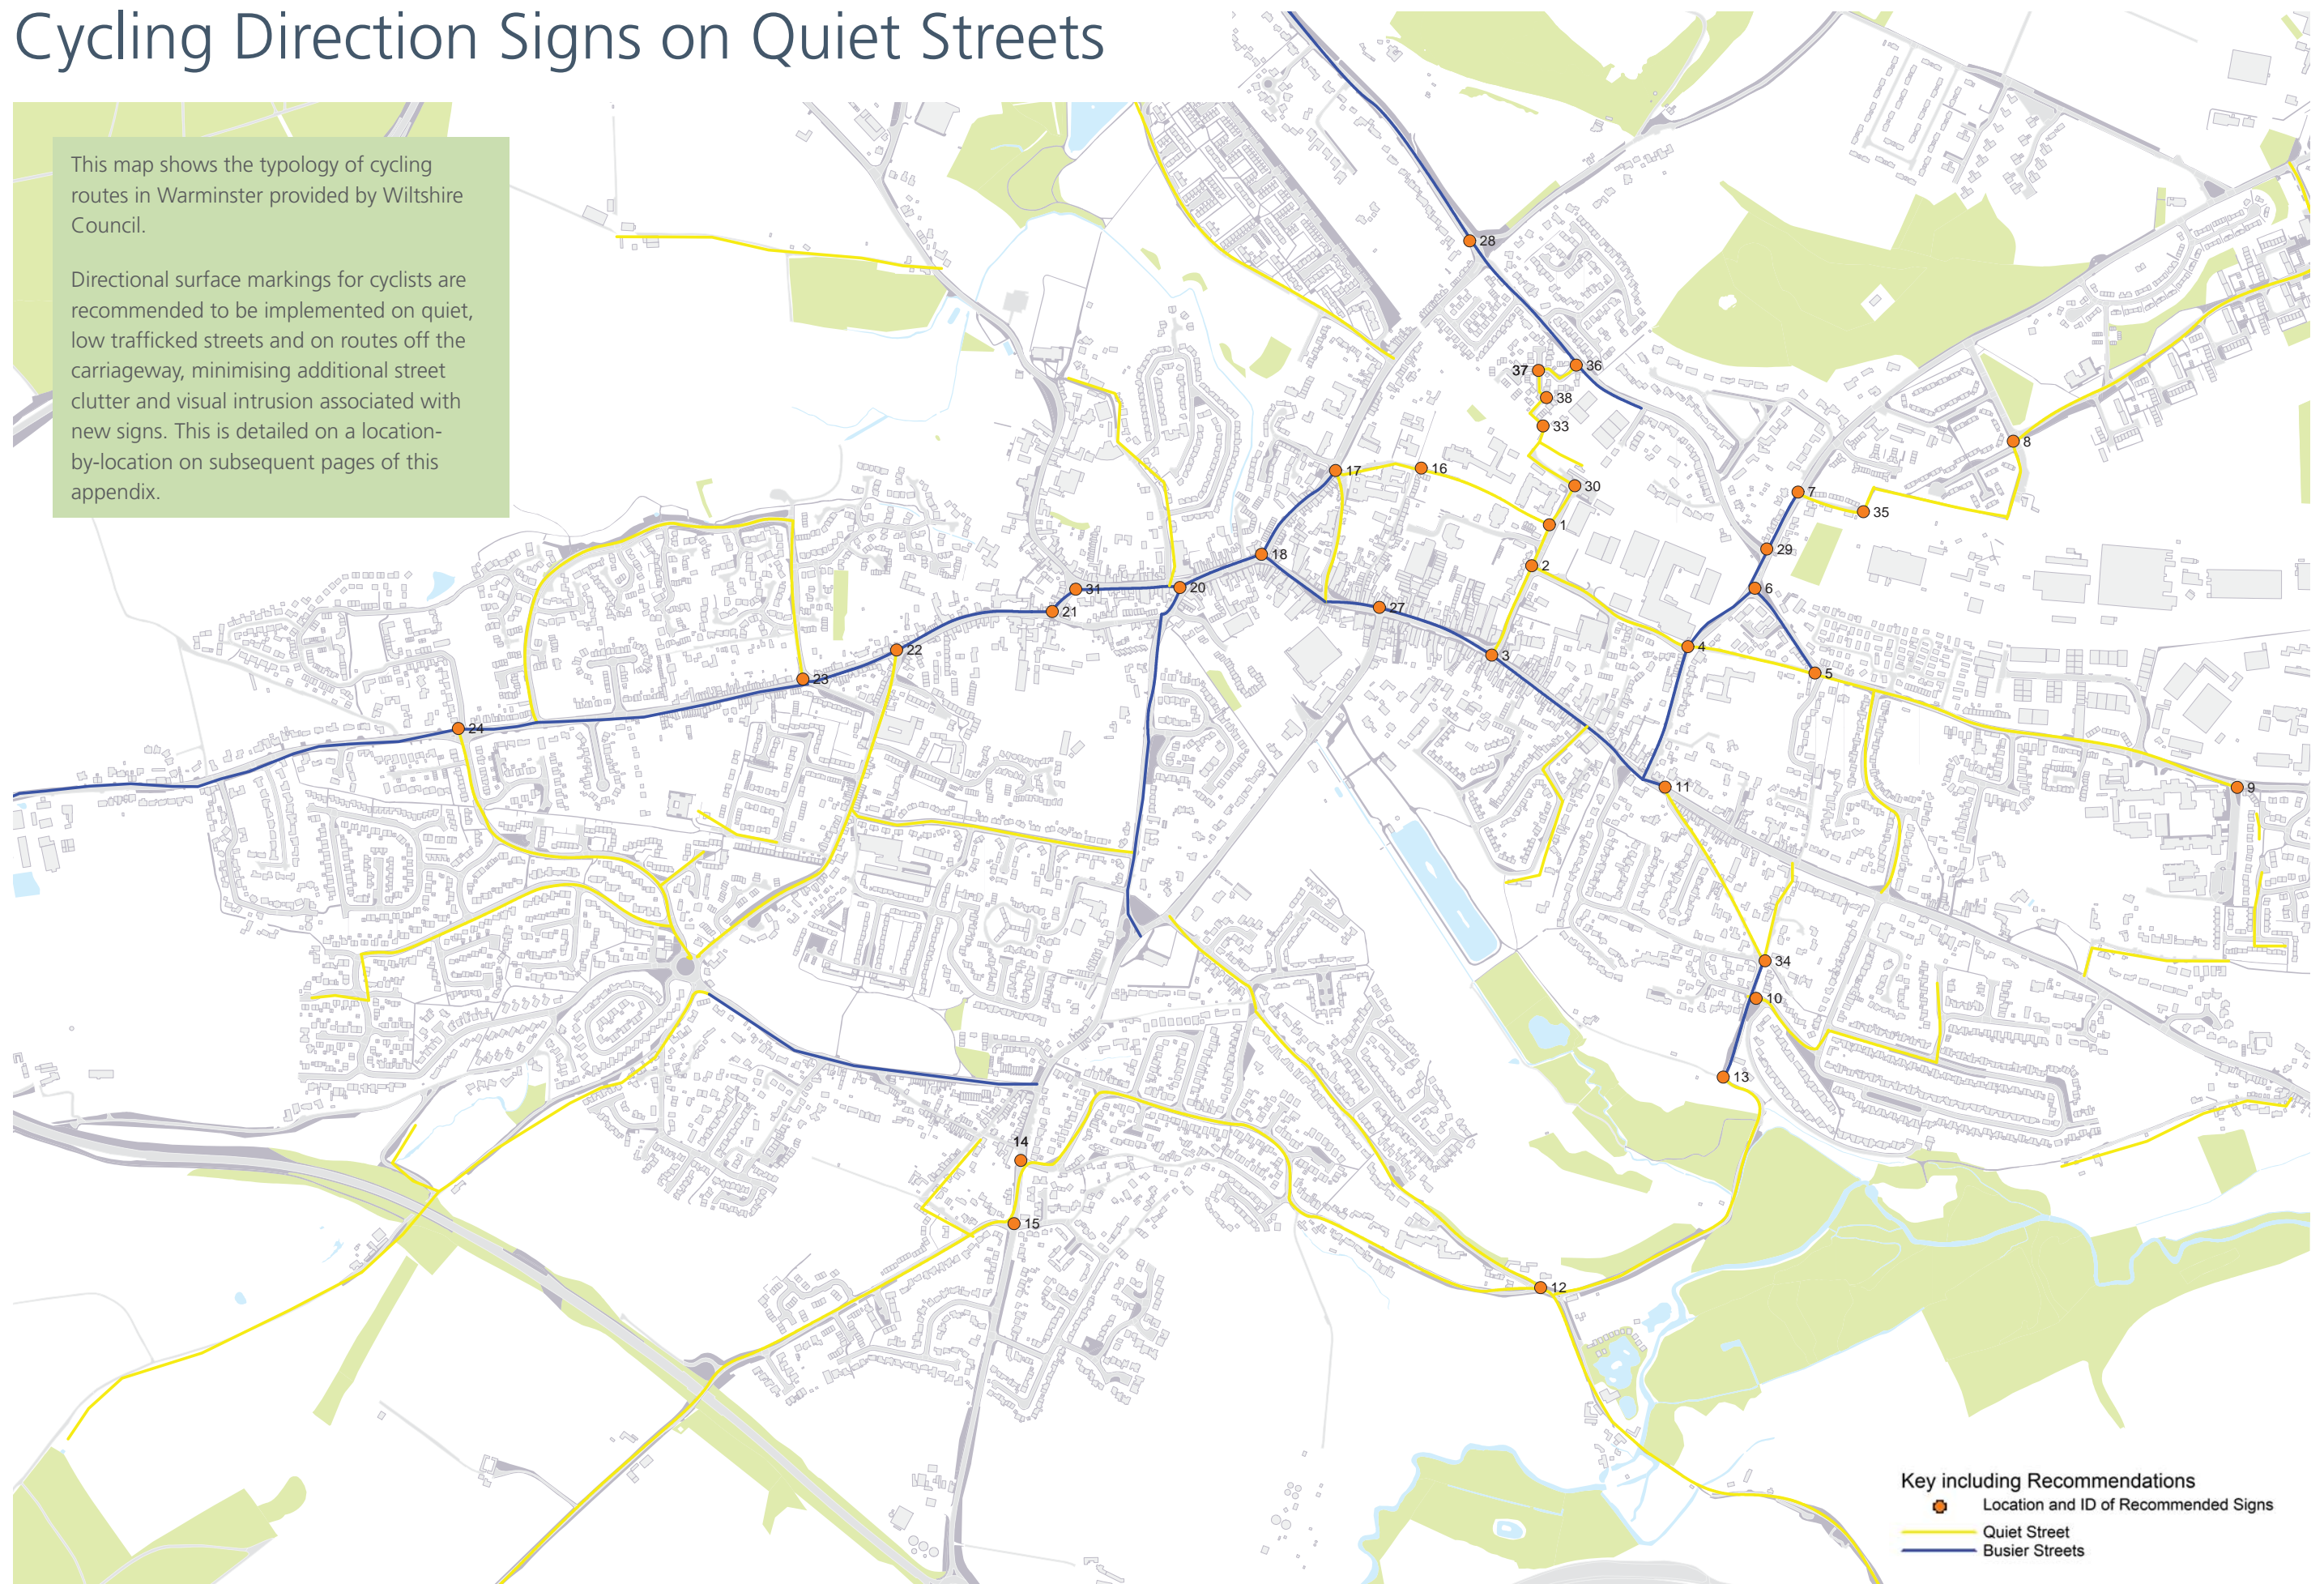 Cycling Direction Signs on Quiet Streets
This map shows the typology of cycling
routes in Warminster provided by Wiltshire
Council.
Directional surface markings for cyclists are
recommended to be implemented on quiet,
low trafficked streets and on routes off the
carriageway, minimising additional street
clutter and visual intrusion associated with
new signs. This is detailed on a location-
by-location on subsequent pages of this
appendix.
28
36
37
38
33
8
17
16
30
7
35
1
29
18
2
6
31
20
21
27
22
3
4
5
23
24
11
9
34
10
13
14
15
12
Key including Recommendations
Location and ID of Recommended Signs
Quiet Street
Busier Streets